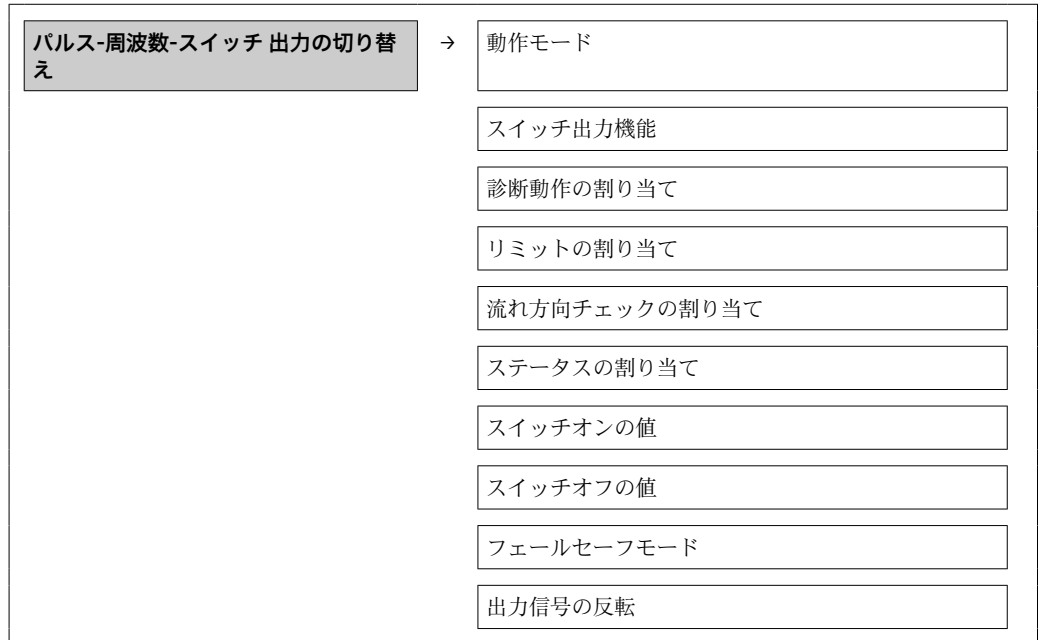 パルス-周波数-スイッチ 出力の切り替
え
→
動作モード
スイッチ出力機能
診断動作の割り当て
リミットの割り当て
流れ方向チェックの割り当て
ステータスの割り当て
スイッチオンの値
スイッチオフの値
フェールセーフモード
出力信号の反転